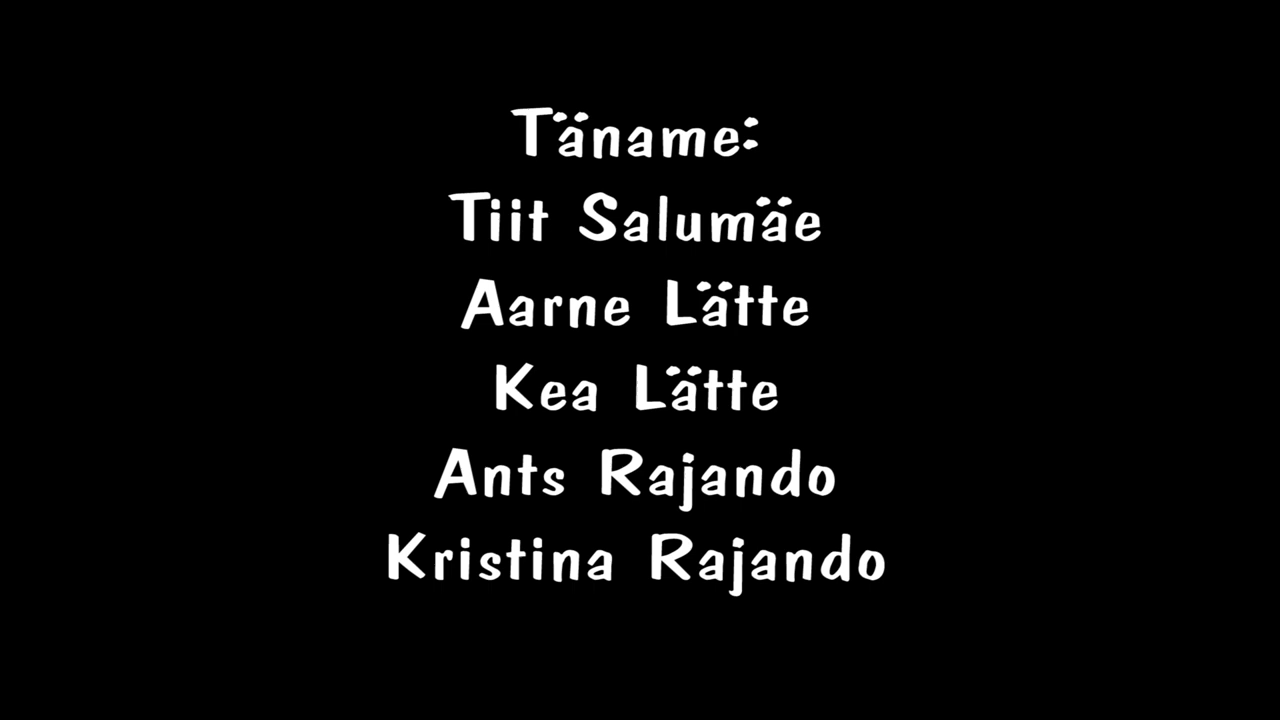 Täname:
Tiit Salumäe
Aarne Lätte
Kea Lätte
Ants Rajando
Kristina Rajando